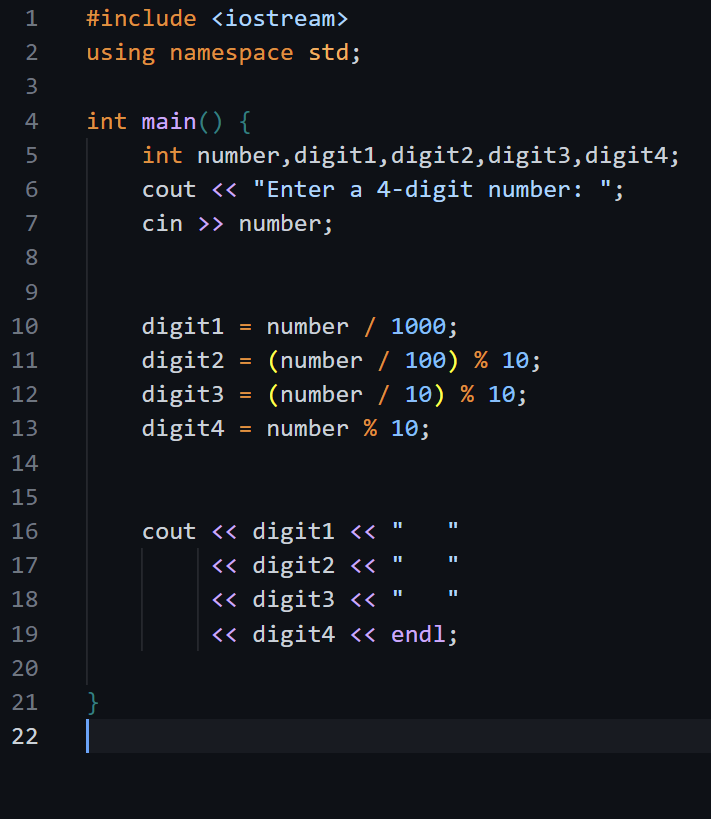 1 #include <iostream>
2 using namespace std;
3
4 int main() {
5     int number,digit1,digit2,digit3,digit4;
6     cout << "Enter a 4-digit number: ";
7     cin >> number;
8
9
10     digit1 = number / 1000;
11     digit2 = (number / 100) % 10;
12     digit3 = (number / 10) % 10;
13     digit4 = number % 10;
14
15
16     cout << digit1 << "   "
17          << digit2 << "   "
18          << digit3 << "   "
19          << digit4 << endl;
20
21 }
22